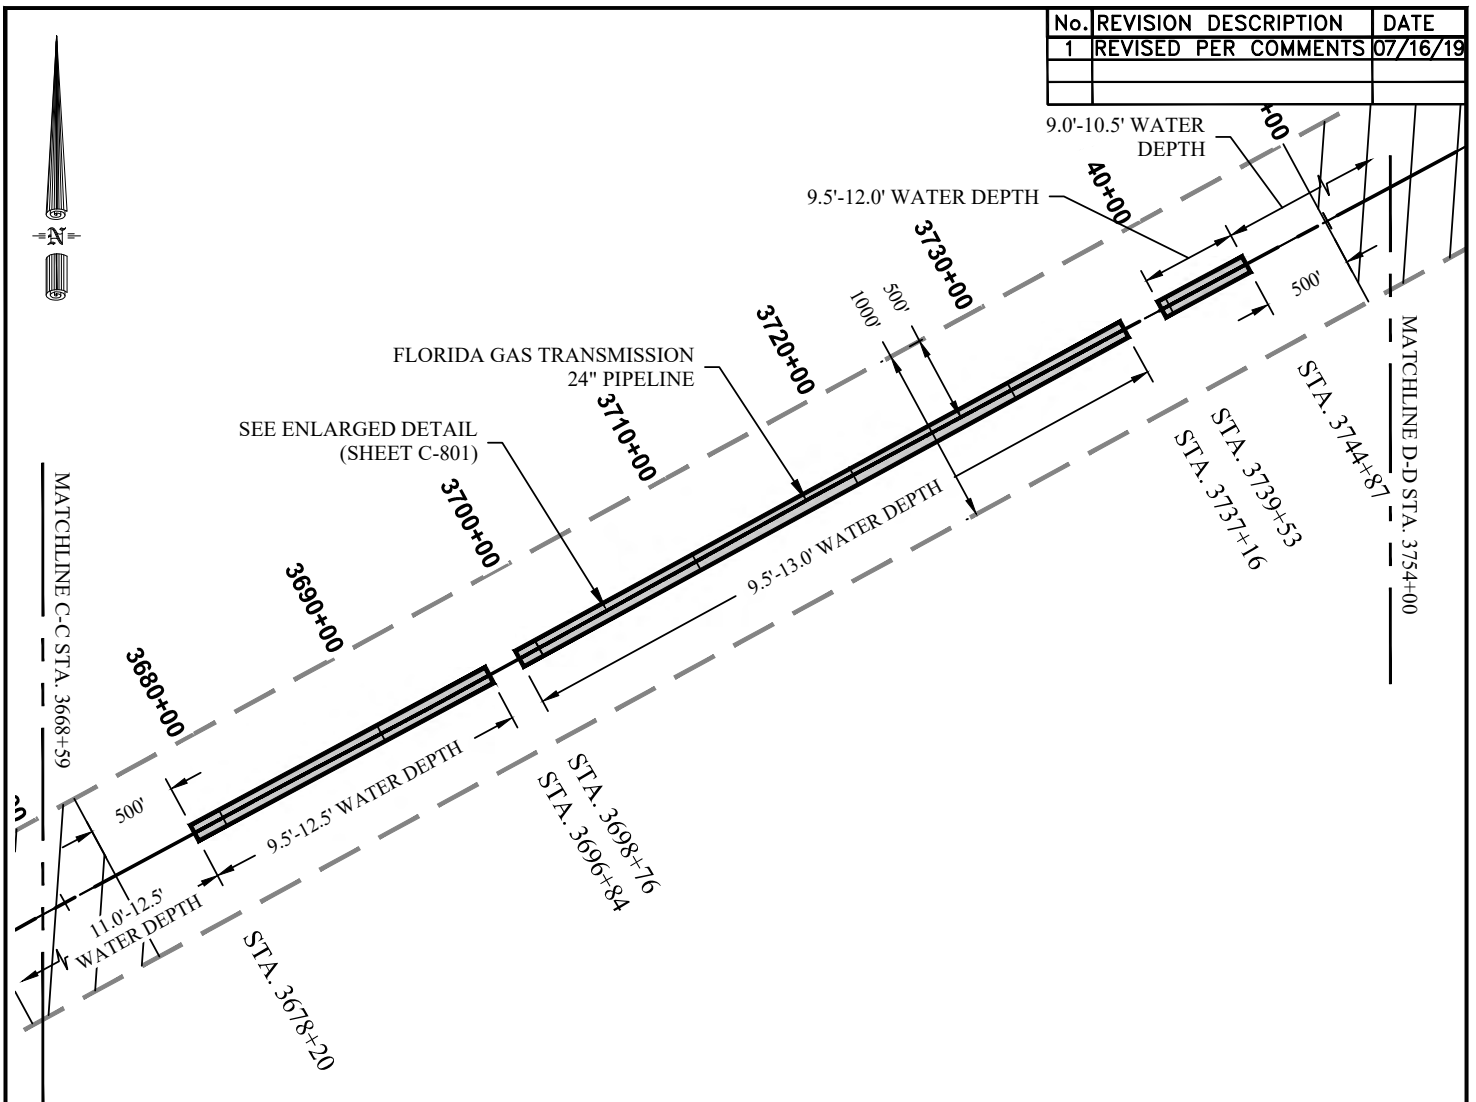 No. REVISION DESCRIPTION DATE
1 REVISED PER COMMENTS 07/16/19
N
9.0'-10.5' WATER
DEPTH
+00
40+00
9.5'-12.0' WATER DEPTH
3730+00
500'
1000'
500'
3720+00
FLORIDA GAS TRANSMISSION
24" PIPELINE
3710+00
SEE ENLARGED DETAIL
(SHEET C-801)
3700+00
3690+00
3680+00
MATCHLINE C-C STA. 3668+59
MATCHLINE D-D STA. 3754+00
STA. 3744+87
STA. 3739+53
STA. 3737+16
9.5'-13.0' WATER DEPTH
9.5'-12.5' WATER DEPTH
500'
11.0'-12.5'
WATER DEPTH
STA. 3698+76
STA. 3696+84
STA. 3678+20